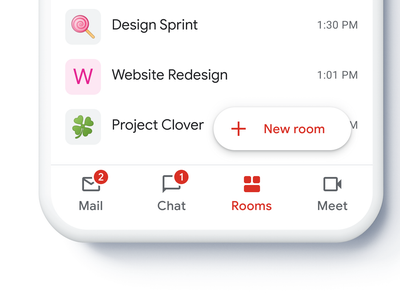 Design Sprint 1:30 PM
W Website Redesign 1:01 PM
Project Clover
+ New room
2 1
Mail Chat Rooms Meet